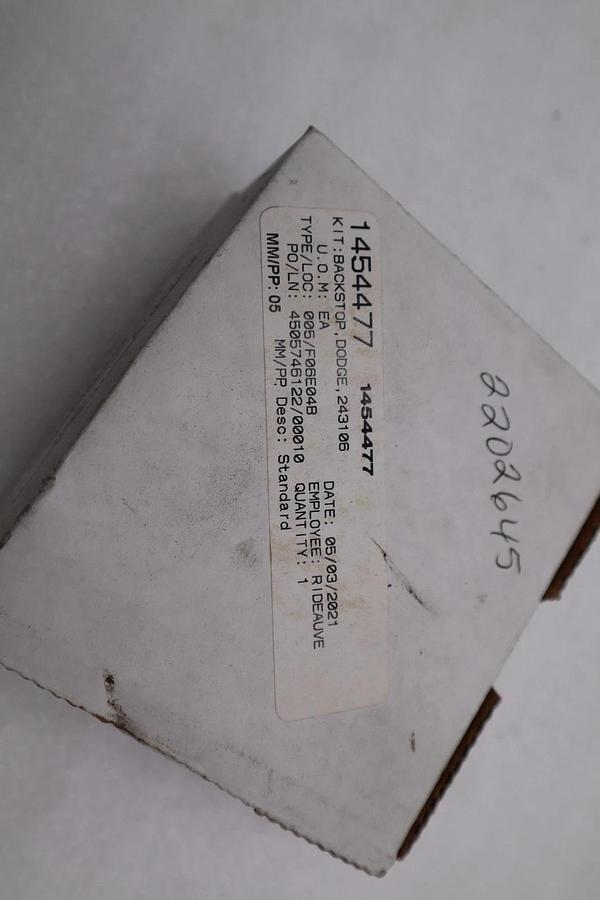 1454477 1454477
KIT:BACKSTOP,DODGE,243106
U.O.M: EA DATE: 05/03/2021
TYPE/LOC: 005/F06E04B EMPLOYEE: RIDEAUVE
PO/LN: 4505746122/00010 QUANTITY: 1
MM/PP: 05 MM/PP, Desc: Standard
2202645